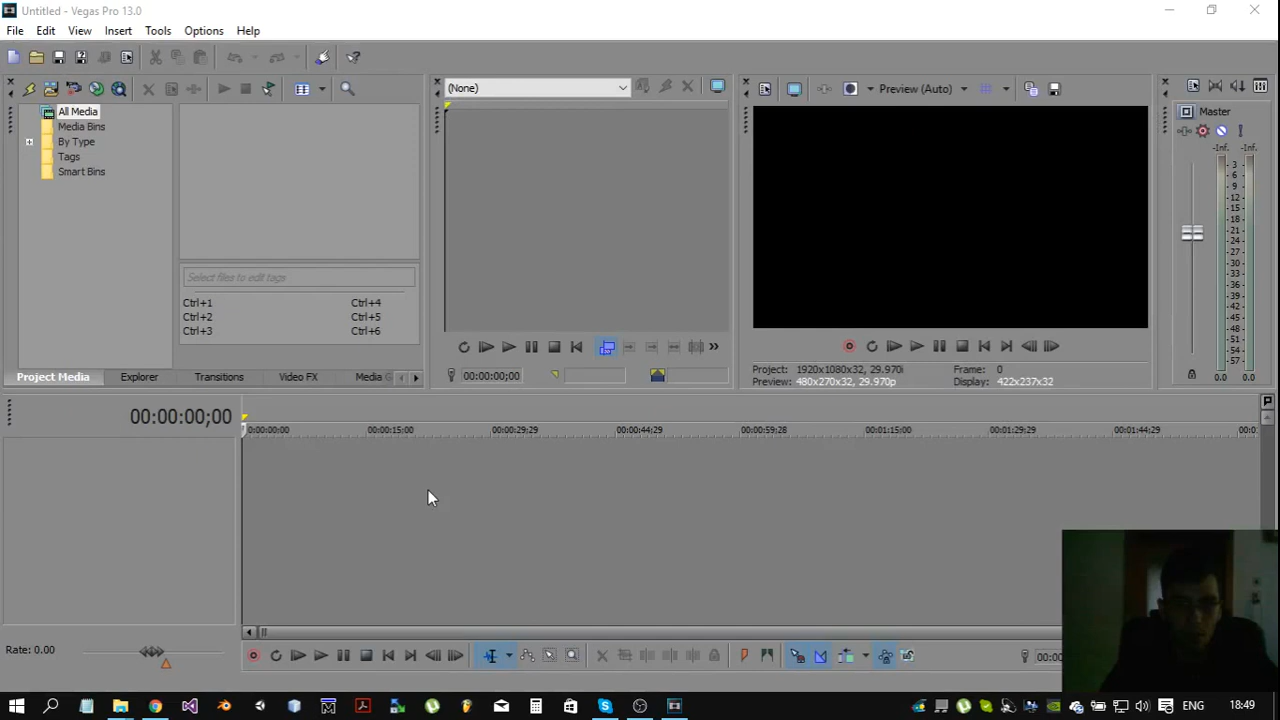 Untitled - Vegas Pro 13.0
File Edit View Insert Tools Options Help
(None)
Preview (Auto)
All Media
Media Bins
By Type
Tags
Smart Bins
Select files to edit tags
Ctrl+1 Ctrl+4
Ctrl+2 Ctrl+5
Ctrl+3 Ctrl+6
Project Media Explorer Transitions Video FX Media G
00:00:00;00
Project: 1920x1080x32, 29.970i
Preview: 480x270x32, 29.970p
Frame: 0
Display: 422x237x32
Master
-Inf. -Inf.
3
6
9
12
15
18
21
24
27
30
33
36
39
42
45
48
51
54
57
0.0 0.0
00:00:00;00
0:00:00:00 00:00:15:00 00:00:29:29 00:00:44:29 00:00:59:28 00:01:15:00 00:01:29:29 00:01:44:29 00:0
Rate: 0.00
00:00
ENG 18:49